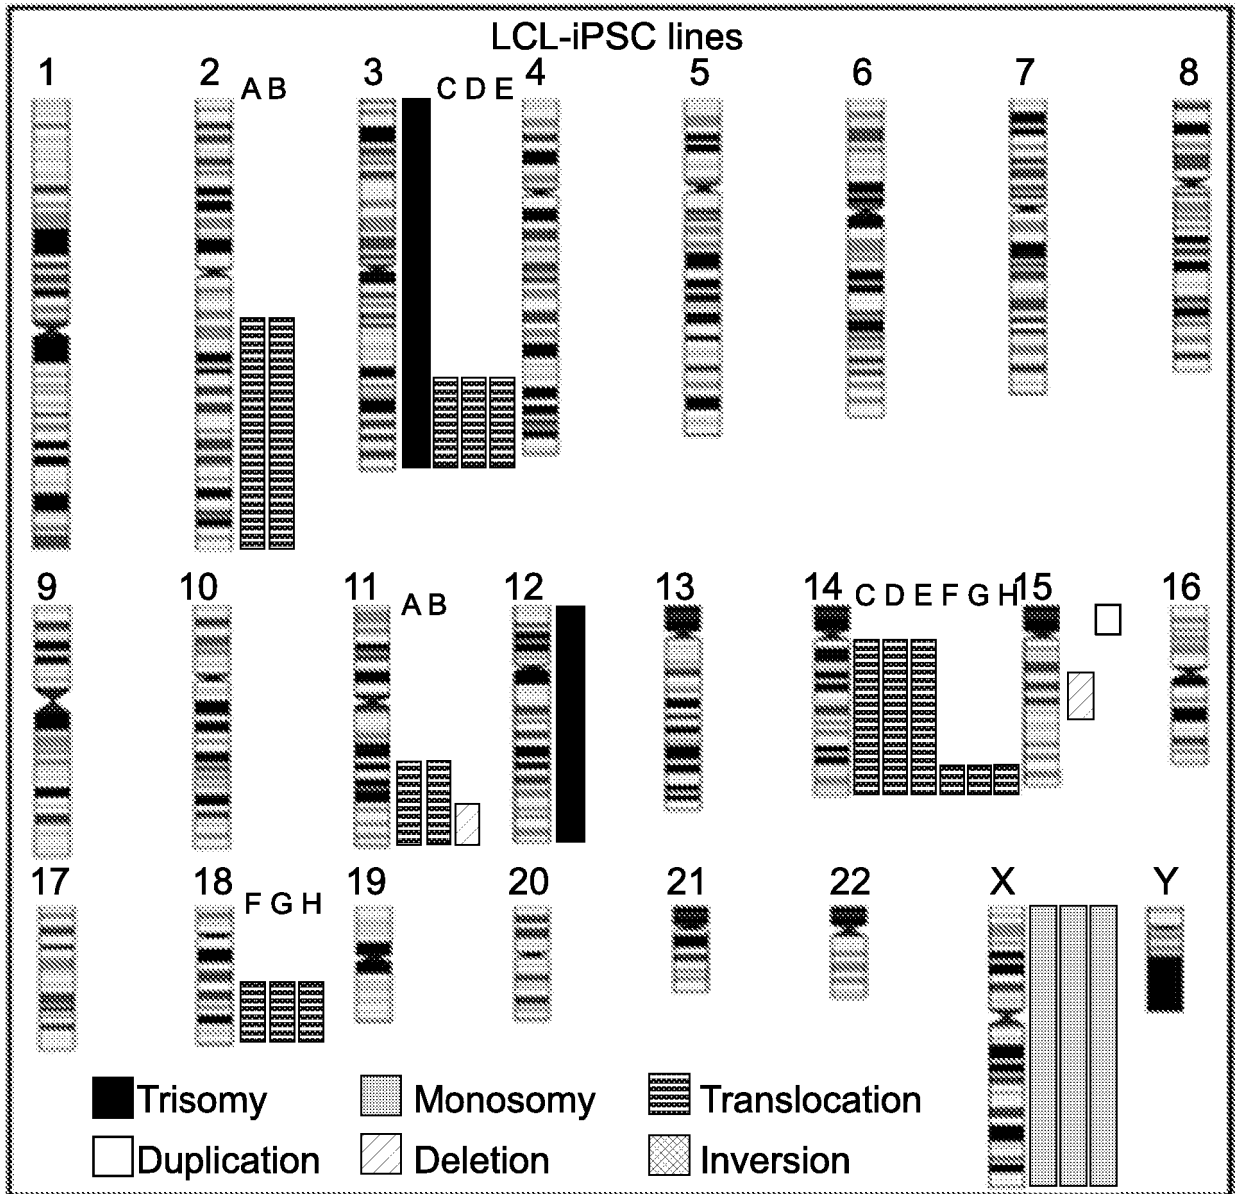 LCL-iPSC lines
1 2 A B 3 C D E 4 5 6 7 8
9 10 11 A B 12 13 14 C D E F G H 15 16
17 18 F G H 19 20 21 22 X Y
Trisomy Monosomy Translocation
Duplication Deletion Inversion